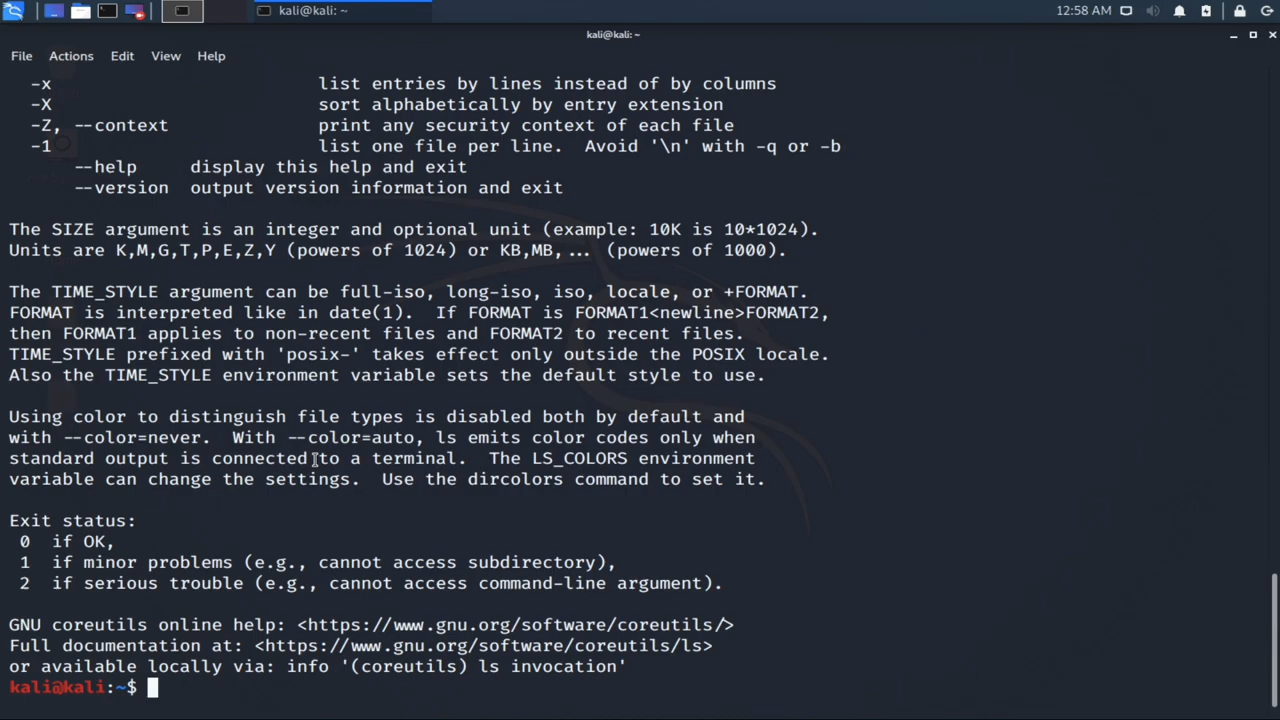 kali@kali: ~
12:58 AM
kali@kali: ~
File Actions Edit View Help
-x list entries by lines instead of by columns
-X sort alphabetically by entry extension
-Z, --context print any security context of each file
-1 list one file per line.  Avoid '\n' with -q or -b
--help display this help and exit
--version output version information and exit
The SIZE argument is an integer and optional unit (example: 10K is 10*1024).
Units are K,M,G,T,P,E,Z,Y (powers of 1024) or KB,MB,... (powers of 1000).
The TIME_STYLE argument can be full-iso, long-iso, iso, locale, or +FORMAT.
FORMAT is interpreted like in date(1).  If FORMAT is FORMAT1<newline>FORMAT2,
then FORMAT1 applies to non-recent files and FORMAT2 to recent files.
TIME_STYLE prefixed with 'posix-' takes effect only outside the POSIX locale.
Also the TIME_STYLE environment variable sets the default style to use.
Using color to distinguish file types is disabled both by default and
with --color=never.  With --color=auto, ls emits color codes only when
standard output is connected to a terminal.  The LS_COLORS environment
variable can change the settings.  Use the dircolors command to set it.
Exit status:
0 if OK,
1 if minor problems (e.g., cannot access subdirectory),
2 if serious trouble (e.g., cannot access command-line argument).
GNU coreutils online help: <https://www.gnu.org/software/coreutils/>
Full documentation at: <https://www.gnu.org/software/coreutils/ls>
or available locally via: info '(coreutils) ls invocation'
kali@kali:~$